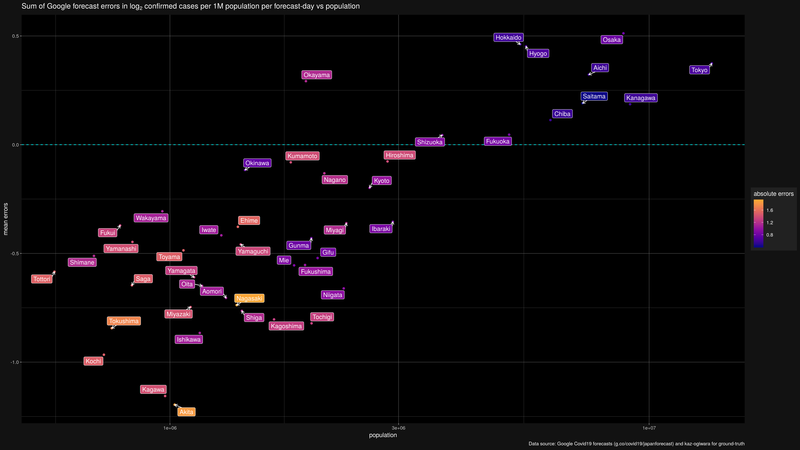 Sum of Google forecast errors in log₂ confirmed cases per 1M population per forecast-day vs population
0.5
Hokkaido
Osaka
Hyogo
Aichi
Tokyo
Okayama
Saitama
Kanagawa
Chiba
0.0
Shizuoka
Fukuoka
Kumamoto
Hiroshima
Okinawa
Nagano
Kyoto
Wakayama
Ehime
Fukui
Iwate
Miyagi
Ibaraki
Yamanashi
Gunma
-0.5
Yamaguchi
Gifu
Toyama
Shimane
Mie
Yamagata
Fukushima
Tottori
Saga
Oita
Aomori
Niigata
Nagasaki
Miyazaki
Shiga
Tochigi
Tokushima
Kagoshima
Ishikawa
-1.0
Kochi
Kagawa
Akita
mean errors
1e+06
3e+06
1e+07
population
absolute errors
1.6
1.2
0.8
Data source: Google Covid19 forecasts (g.co/covid19/japanforecast) and kaz-ogiwara for ground-truth